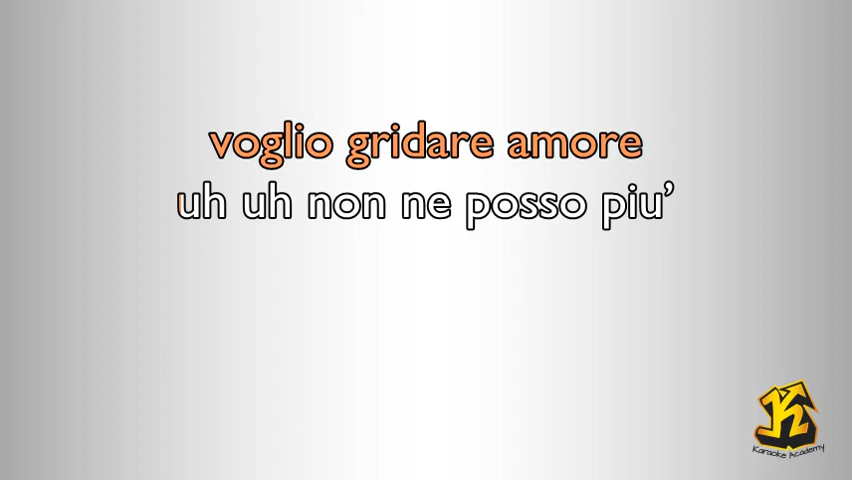 voglio gridare amore
uh uh non ne posso piu’
K
Karaoke Academy